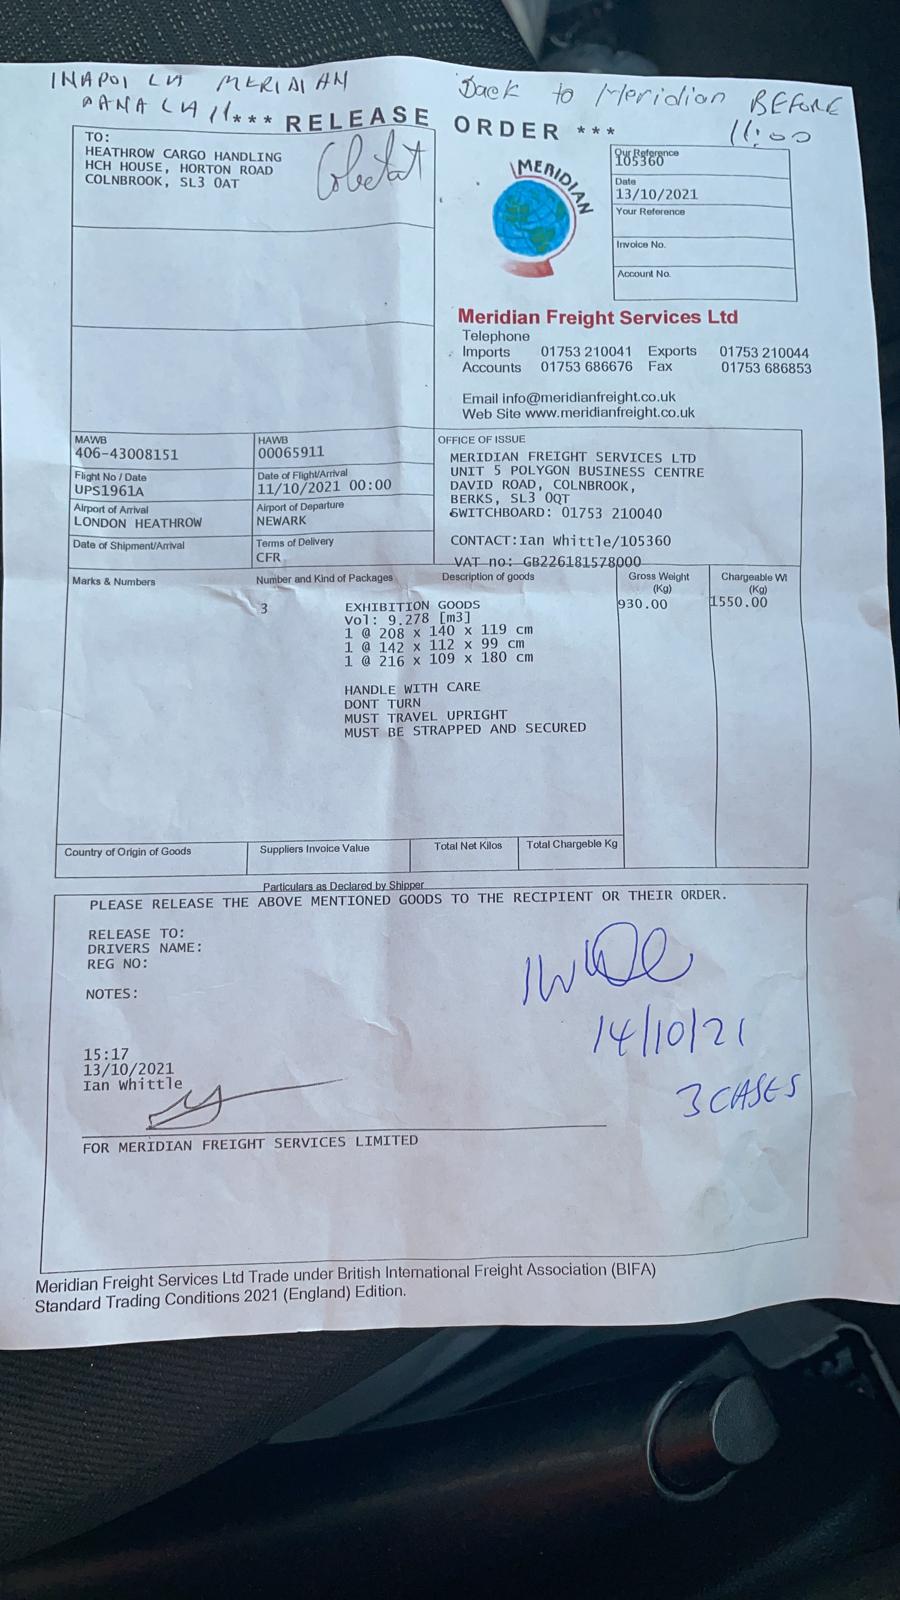 INAPOI LA MERIDIAN
PANA LA 11
Back to Meridian BEFORE
11:00
*** RELEASE ORDER ***
TO:
HEATHROW CARGO HANDLING
HCH HOUSE, HORTON ROAD
COLNBROOK, SL3 0AT
MERIDIAN
Our Reference
105360
Date
13/10/2021
Your Reference
Invoice No.
Account No.
Meridian Freight Services Ltd
Telephone
Imports 01753 210041 Exports 01753 210044
Accounts 01753 686676 Fax 01753 686853
Email info@meridianfreight.co.uk
Web Site www.meridianfreight.co.uk
MAWB
406-43008151
HAWB
00065911
Flight No / Date
UPS1961A
Date of Flight/Arrival
11/10/2021 00:00
Airport of Arrival
LONDON HEATHROW
Airport of Departure
NEWARK
Date of Shipment/Arrival
Terms of Delivery
CFR
OFFICE OF ISSUE
MERIDIAN FREIGHT SERVICES LTD
UNIT 5 POLYGON BUSINESS CENTRE
DAVID ROAD, COLNBROOK,
BERKS, SL3 0QT
SWITCHBOARD: 01753 210040
CONTACT:Ian Whittle/105360
VAT no: GB226181578000
Marks & Numbers
Number and Kind of Packages
Description of goods
Gross Weight
(Kg)
Chargeable Wt
(Kg)
3
EXHIBITION GOODS
930.00
1550.00
Vol: 9.278 [m3]
1 @ 208 x 140 x 119 cm
1 @ 142 x 112 x 99 cm
1 @ 216 x 109 x 180 cm
HANDLE WITH CARE
DONT TURN
MUST TRAVEL UPRIGHT
MUST BE STRAPPED AND SECURED
Country of Origin of Goods
Suppliers Invoice Value
Total Net Kilos
Total Chargeable Kg
Particulars as Declared by Shipper
PLEASE RELEASE THE ABOVE MENTIONED GOODS TO THE RECIPIENT OR THEIR ORDER.
RELEASE TO:
DRIVERS NAME:
REG NO:
NOTES:
14/10/21
3 CASES
15:17
13/10/2021
Ian Whittle
FOR MERIDIAN FREIGHT SERVICES LIMITED
Meridian Freight Services Ltd Trade under British International Freight Association (BIFA)
Standard Trading Conditions 2021 (England) Edition.